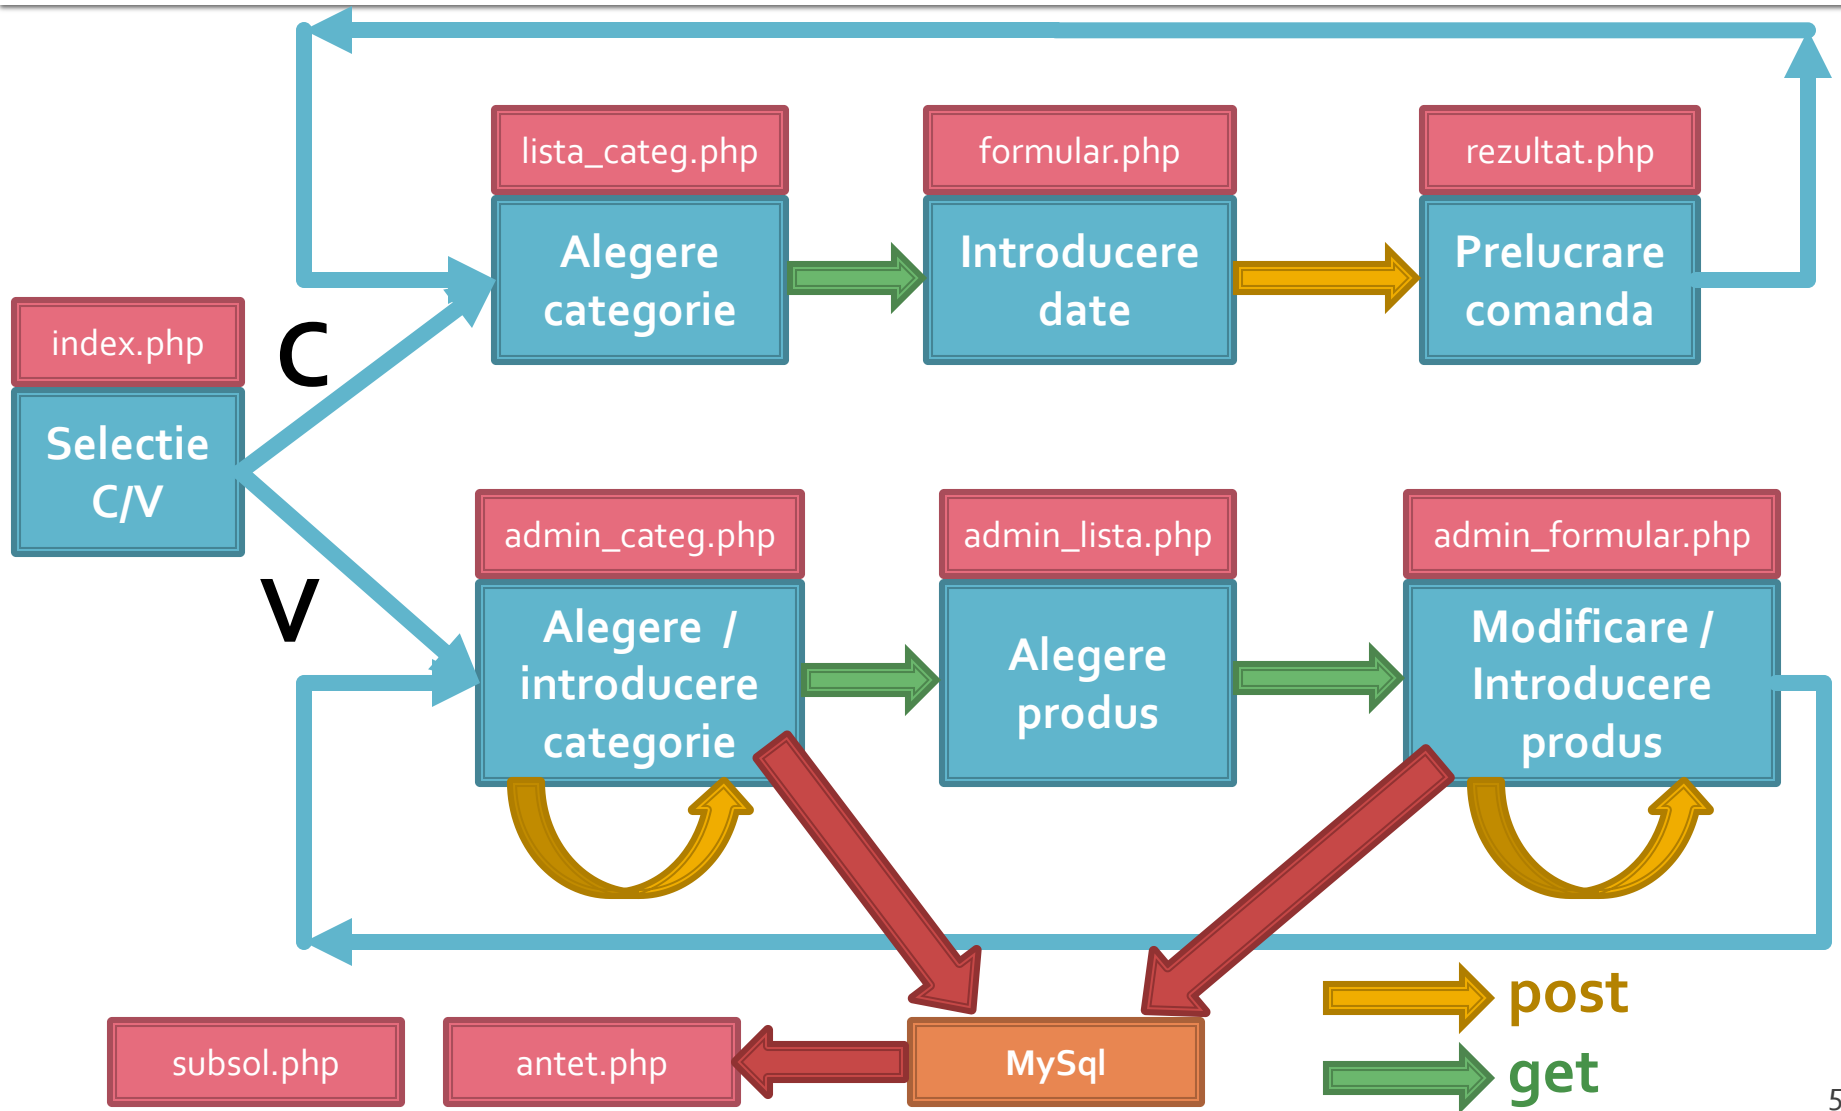 lista_categ.php
formular.php
rezultat.php
Alegere
categorie
Introducere
date
Prelucrare
comanda
index.php
C
Selectie
C/V
V
admin_categ.php
admin_lista.php
admin_formular.php
Alegere /
introducere
categorie
Alegere
produs
Modificare /
Introducere
produs
post
subsol.php
antet.php
MySql
get
5